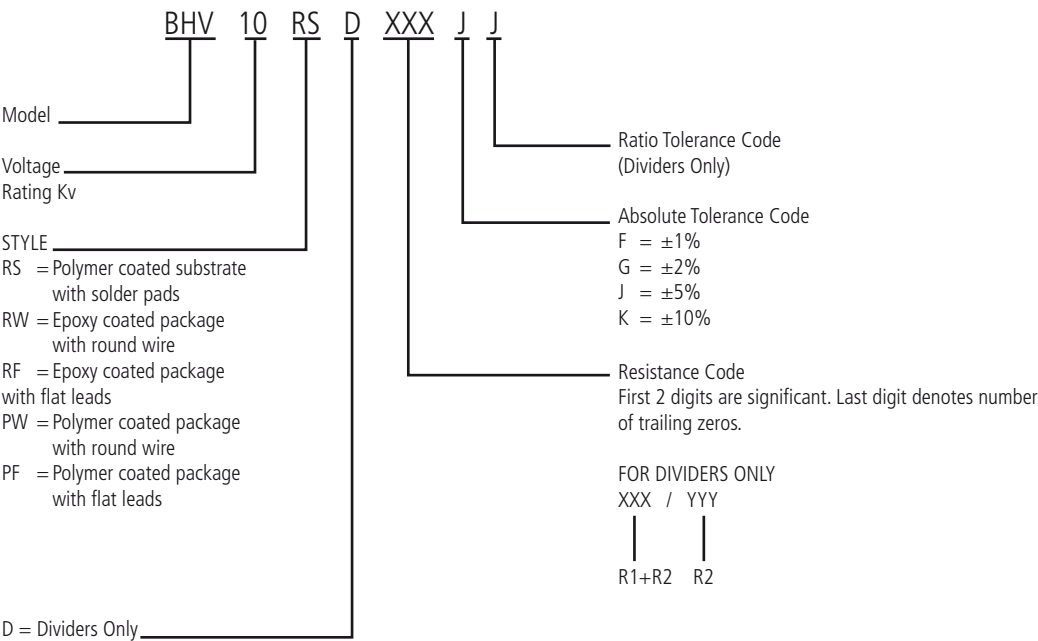 BHV 10 RS D XXX J J
Model
Voltage
Rating Kv
STYLE
RS = Polymer coated substrate
with solder pads
RW = Epoxy coated package
with round wire
RF = Epoxy coated package
with flat leads
PW = Polymer coated package
with round wire
PF = Polymer coated package
with flat leads
D = Dividers Only
Ratio Tolerance Code
(Dividers Only)
Absolute Tolerance Code
F = ±1%
G = ±2%
J = ±5%
K = ±10%
Resistance Code
First 2 digits are significant. Last digit denotes number
of trailing zeros.
FOR DIVIDERS ONLY
XXX / YYY
R1+R2 R2